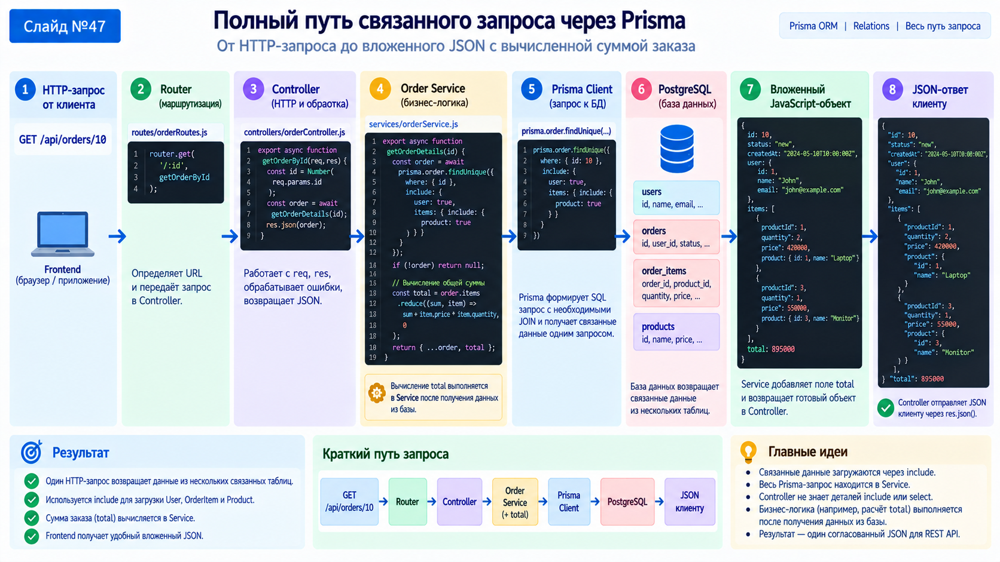 Слайд №47
Полный путь связанного запроса через Prisma
От HTTP-запроса до вложенного JSON с вычисленной суммой заказа
Prisma ORM | Relations | Весь путь запроса
1 HTTP-запрос
от клиента
GET /api/orders/10
Frontend
(браузер / приложение)
2 Router
(маршрутизация)
routes/orderRoutes.js
1 router.get(
2 '/:id',
3 getOrderById
4 );
Определяет URL
и передаёт запрос
в Controller.
3 Controller
(HTTP и обраотка)
controllers/orderController.js
1 export async function
2 getOrderById(req,res) {
3 const id = Number(
4 req.params.id
5 );
6 const order = await
7 getOrderDetails(id);
8 res.json(order);
9 }
Работает с req, res,
обрабатывает ошибки,
возвращает JSON.
4 Order Service
(бизнес-логика)
services/orderService.js
1 export async function
2 getOrderDetails(id) {
3 const order = await
4 prisma.order.findUnique({
5 where: { id },
6 include: {
7 user: true,
8 items: { include: {
9 product: true
10 ) } }
12 }
12 });
18 if (!order) return null;
14
16 // Вычисление общей суммы
18 const total = order.items
12 .reduce((sum, item) =>
13 sum + item.price * item.quantity,
18 0
18 );
10 return { ...order, total };
19 }
Вычисление total выполняется
в Service после получения данных
из базы.
5 Prisma Client
(запрос к БД)
prisma.order.findUnique(...)
1 prisma.order.findUnique({
2 where: { id: 10 },
3 include: {
4 user: true,
5 items: { include: {
6 product: true
7 } }
8 }
9 })
Prisma формирует SQL
запрос с необходимыми
JOIN и получает связанные
данные одним запросом.
6 PostgreSQL
(база данных)
users
id, name, email, ...
orders
id, user_id, status, ...
order_items
order_id, product_id,
quantity, price, ...
products
id, name, price, ...
База данных возвращает
связанные данные
из нескольких таблиц.
7 Вложенный
JavaScript-объект
{
id: 10,
status: "new",
createdAt: "2024-05-10T10:00:00Z",
user: {
id: 1,
name: "John",
email: "john@example.com"
},
items: [
{
productId": 1,
quantity": 2,
price": 420000,
product: { id: 1, name: "Laptop"}
},
{
productId": 3,
quantity": 1,
price": 550000,
product: { id: 3, name: "Monitor"}
}
],
total: 895000
}
Service добавляет поле total
и возвращает готовый объект
в Controller.
8 JSON-ответ
клиенту
{
"id": 10,
"status": "new",
"createdAt": "2024-05-10T10:00:00Z",
"user": {
"id": 1,
"name": "John",
"email": "john@example.com"
},
"items": [
{
"productId": 1,
"quantity": 2,
"price": 420000,
"product": {
"id": 1,
"name": "Laptop"
}
},
{
"productId": 3,
"quantity": 1,
"price": 55000,
"product": {
"id": 3,
"name": "Monitor"
) }
],
} "total": 895000
Controller отправляет JSON
клиенту через res.json().
Результат
Один HTTP-запрос возвращает данные из нескольких связанных таблиц.
Используется include для загрузки User, OrderItem и Product.
Сумма заказа (total) вычисляется в Service.
Frontend получает удобный вложенный JSON.
Краткий путь запроса
GET
/api/orders/10
Router
Controller
Order
Service
(+ total)
Prisma
Client
PostgreSQL
JSON
клиенту
Главные идеи
• Связанные данные загружаются через include.
• Весь Prisma-запрос находится в Service.
• Controller не знает деталей include или select.
• Бизнес-логика (например, расчёт total) выполняется
после получения данных из базы.
• Результат — один согласованный JSON для REST API.